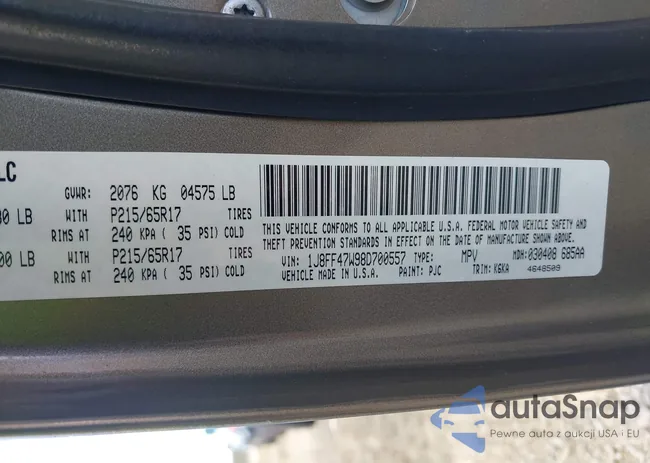 LC
GVWR: 2076 KG 04575 LB
LB WITH P215/65R17 TIRES
RIMS AT 240 KPA ( 35 PSI) COLD
00 LB WITH P215/65R17 TIRES
RIMS AT 240 KPA ( 35 PSI) COLD
THIS VEHICLE CONFORMS TO ALL APPLICABLE U.S.A. FEDERAL MOTOR VEHICLE SAFETY AND
THEFT PREVENTION STANDARDS IN EFFECT ON THE DATE OF MANUFACTURE SHOWN ABOVE.
VIN: 1J8FF47W98D700557 TYPE: MPV MDH: 030408 685AA
VEHICLE MADE IN U.S.A. PAINT: PJC TRIM: K6KA 4648509
autaSnap
Pewne auta z aukcji USA i EU